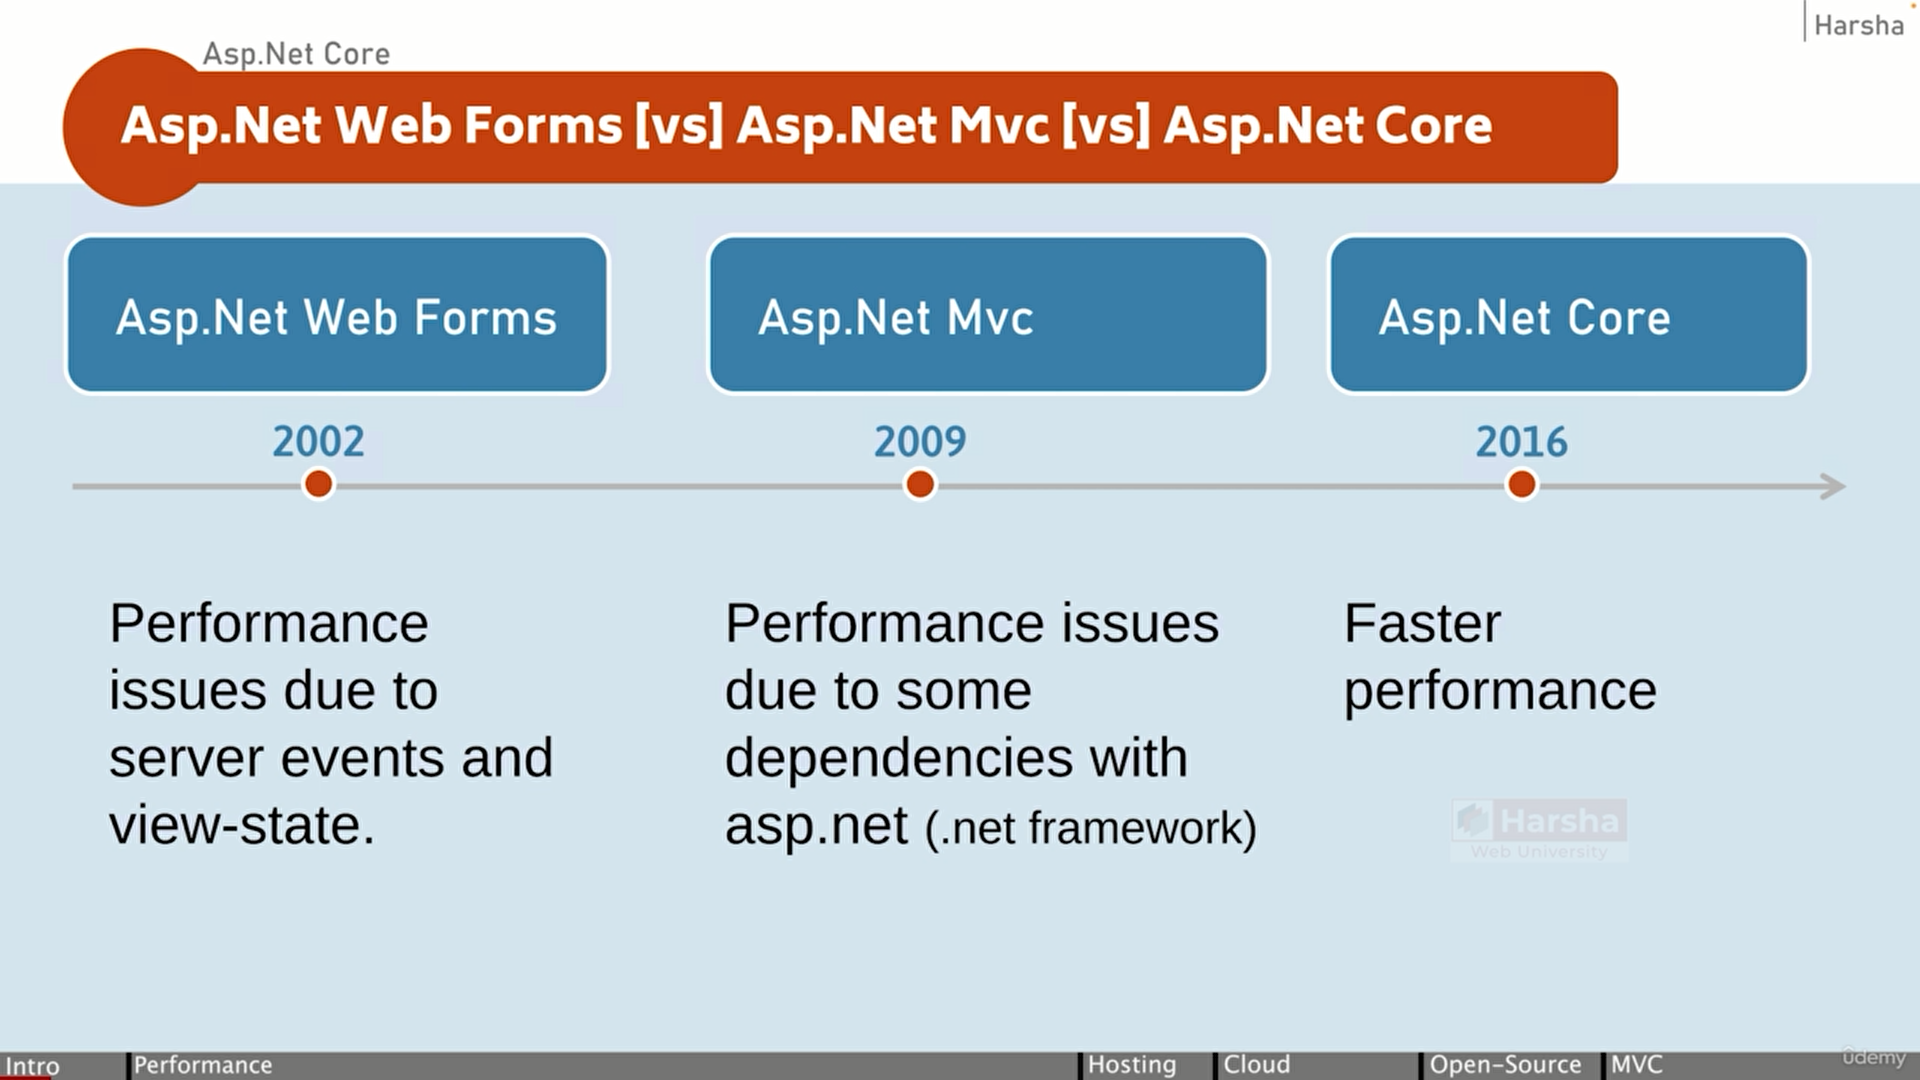 Harsha
Asp.Net Core
Asp.Net Web Forms [vs] Asp.Net Mvc [vs] Asp.Net Core
Asp.Net Web Forms
Asp.Net Mvc
Asp.Net Core
2002
2009
2016
Performance
issues due to
server events and
view-state.
Performance issues
due to some
dependencies with
asp.net (.net framework)
Faster
performance
Harsha
Web University
Intro
Performance
Hosting
Cloud
Open-Source
MVC
ûdemy